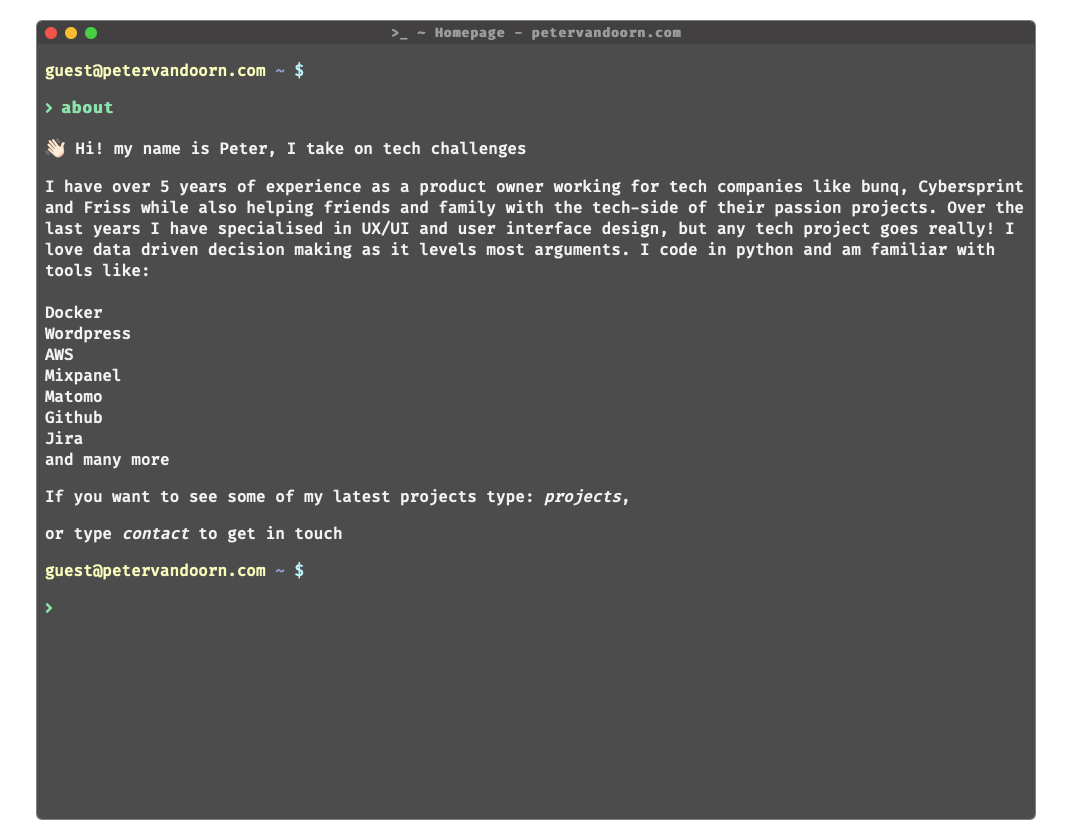 >_ ~ Homepage - petervandoorn.com
guest@petervandoorn.com ~ $
› about
👋🏻 Hi! my name is Peter, I take on tech challenges
I have over 5 years of experience as a product owner working for tech companies like bunq, Cybersprint
and Friss while also helping friends and family with the tech-side of their passion projects. Over the
last years I have specialised in UX/UI and user interface design, but any tech project goes really! I
love data driven decision making as it levels most arguments. I code in python and am familiar with
tools like:
Docker
Wordpress
AWS
Mixpanel
Matomo
Github
Jira
and many more
If you want to see some of my latest projects type: projects,
or type contact to get in touch
guest@petervandoorn.com ~ $
›